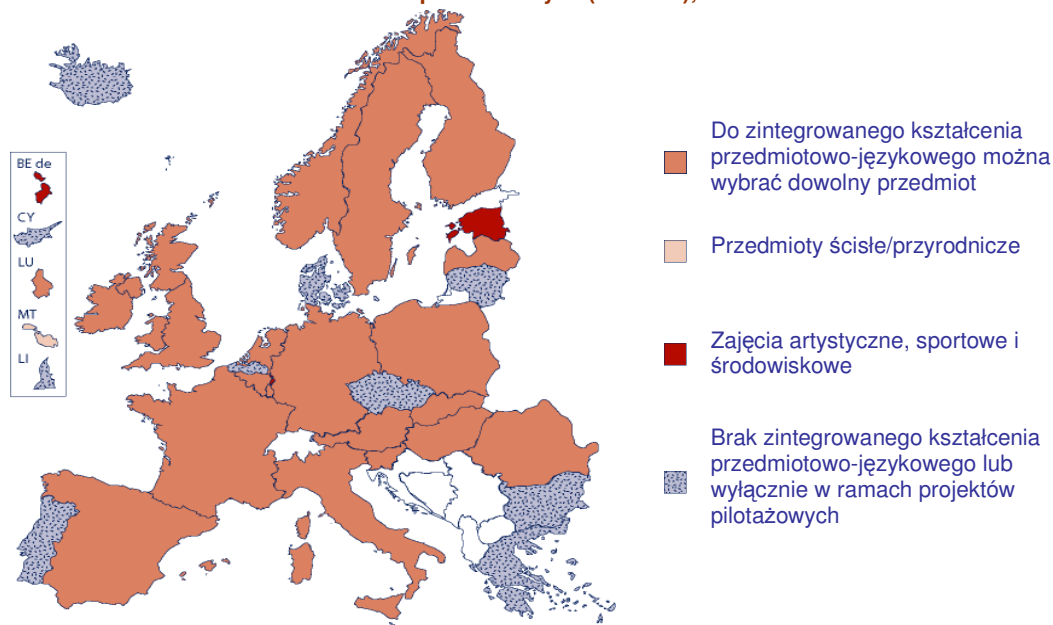 BE de
CY
LU
MT
LI
Do zintegrowanego kształcenia
przedmiotowo-językowego można
wybrać dowolny przedmiot
Przedmioty ścisłe/przyrodnicze
Zajęcia artystyczne, sportowe i
środowiskowe
Brak zintegrowanego kształcenia
przedmiotowo-językowego lub
wyłącznie w ramach projektów
pilotażowych